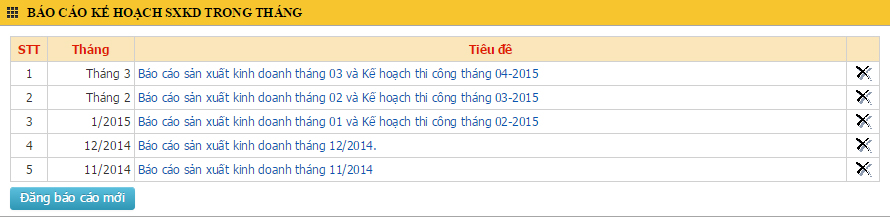 BÁO CÁO KẾ HOẠCH SXKD TRONG THÁNG
STT Tháng Tiêu đề
1 Tháng 3 Báo cáo sản xuất kinh doanh tháng 03 và Kế hoạch thi công tháng 04-2015
2 Tháng 2 Báo cáo sản xuất kinh doanh tháng 02 và Kế hoạch thi công tháng 03-2015
3 1/2015 Báo cáo sản xuất kinh doanh tháng 01 và Kế hoạch thi công tháng 02-2015
4 12/2014 Báo cáo sản xuất kinh doanh tháng 12/2014.
5 11/2014 Báo cáo sản xuất kinh doanh tháng 11/2014
Đăng báo cáo mới